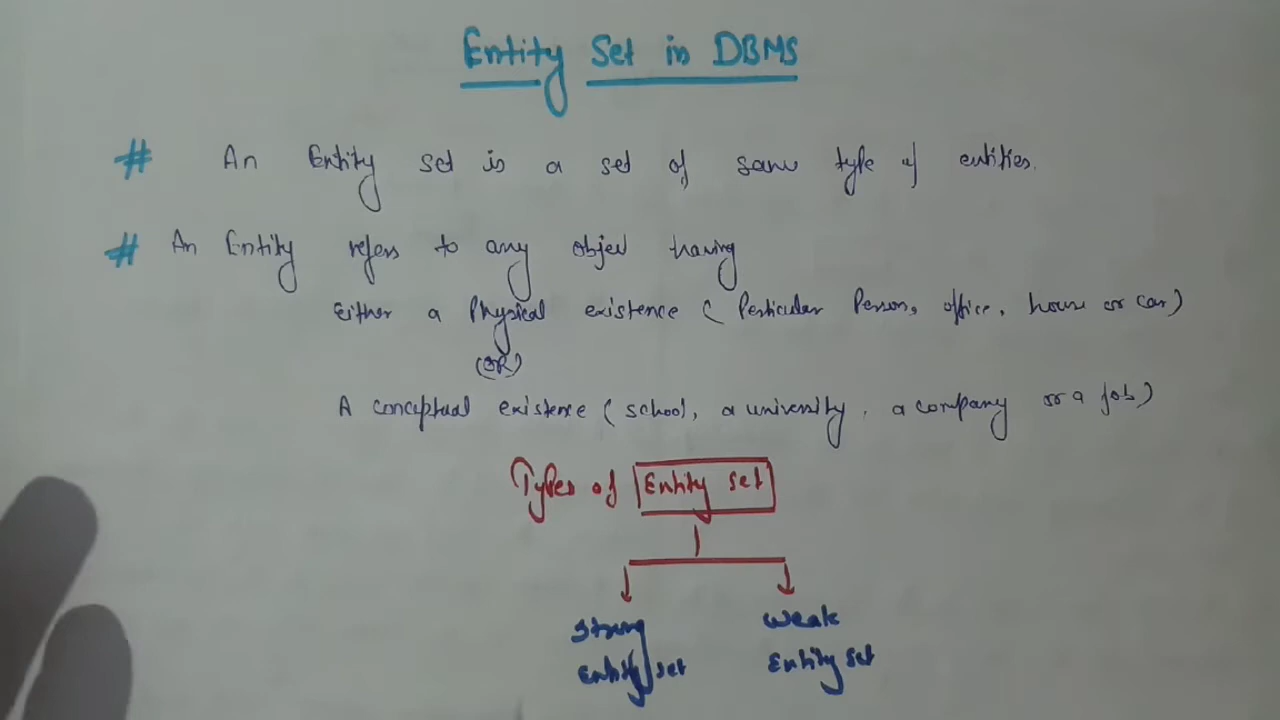 Entity Set in DBMS
# An Entity set is a set of same type of entities.
# An Entity refers to any object having
Either a Physical existence ( Perticular Person, office, house or car)
(OR)
A conceptual existence ( school, a university, a company or a job)
Types of Entity set
Strong Entity set
Weak Entity set